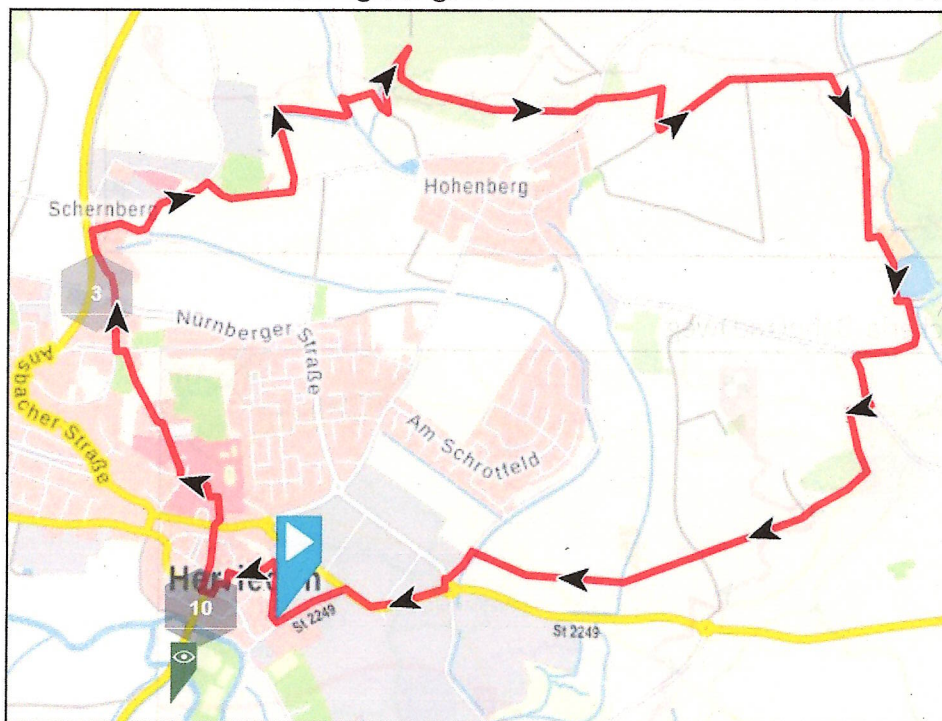 Hohenberg
Schernberg
3
Nürnberger Straße
Ansbacher Straße
Am Schrotfeld
10
St 2249
St 2249